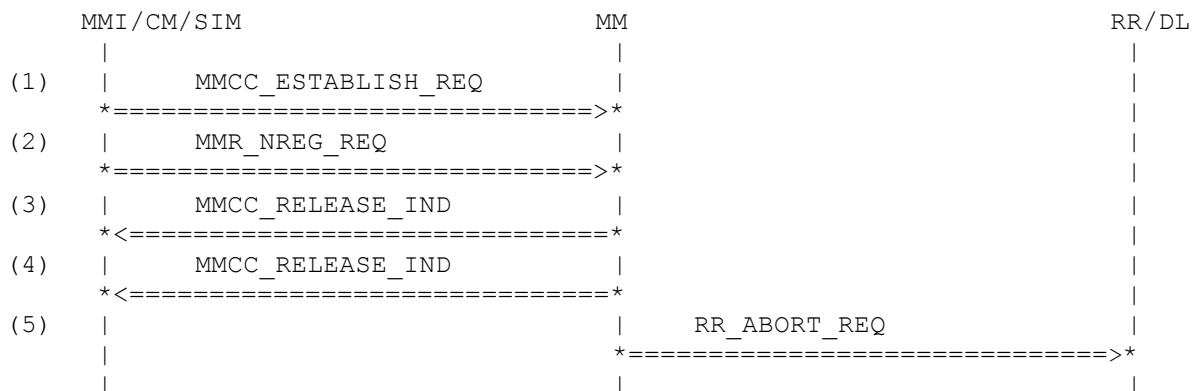 MMI/CM/SIM MM RR/DL
| | |
(1) | MMCC_ESTABLISH_REQ | |
*==============================>* |
(2) | MMR_NREG_REQ | |
*==============================>* |
(3) | MMCC_RELEASE_IND | |
*<==============================* |
(4) | MMCC_RELEASE_IND | |
*<==============================* |
(5) | | RR_ABORT_REQ |
| *==============================>*
| | |